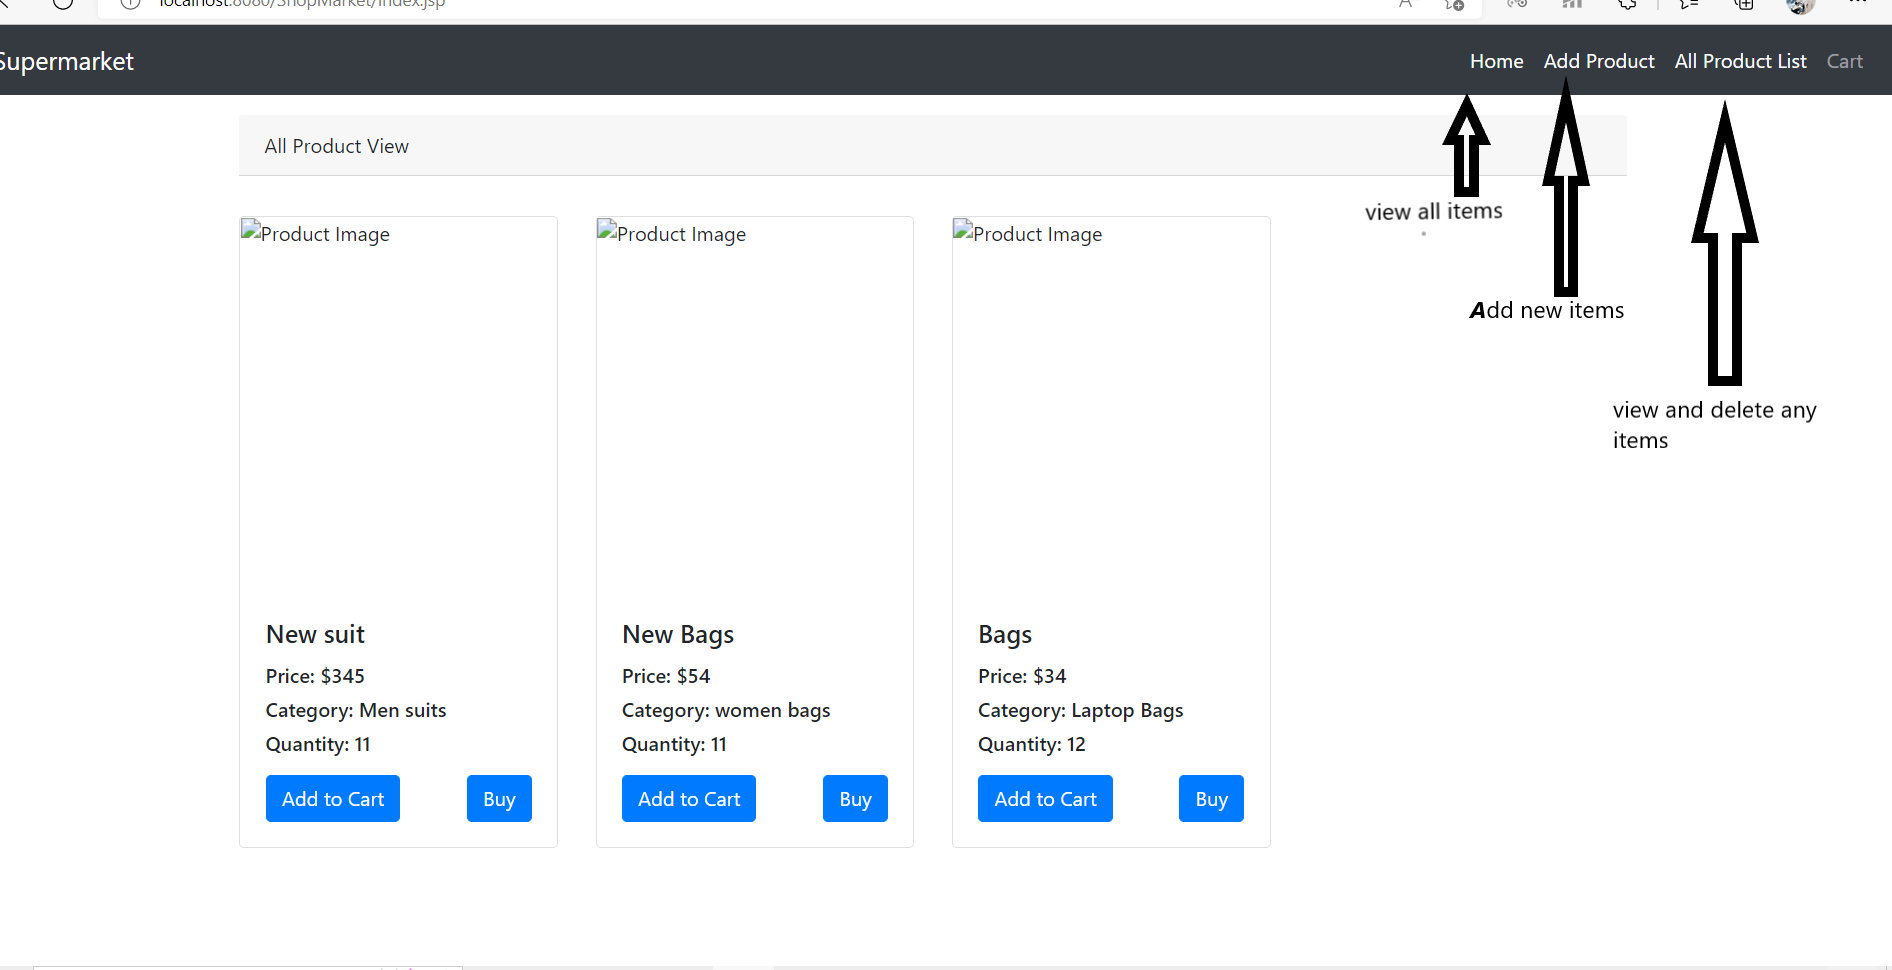 localhost:8080/ShopMarket/index.jsp
Supermarket
Home Add Product All Product List Cart
All Product View
view all items
Add new items
view and delete any
items
Product Image Product Image Product Image
New suit New Bags Bags
Price: $345 Price: $54 Price: $34
Category: Men suits Category: women bags Category: Laptop Bags
Quantity: 11 Quantity: 11 Quantity: 12
Add to Cart Buy Add to Cart Buy Add to Cart Buy